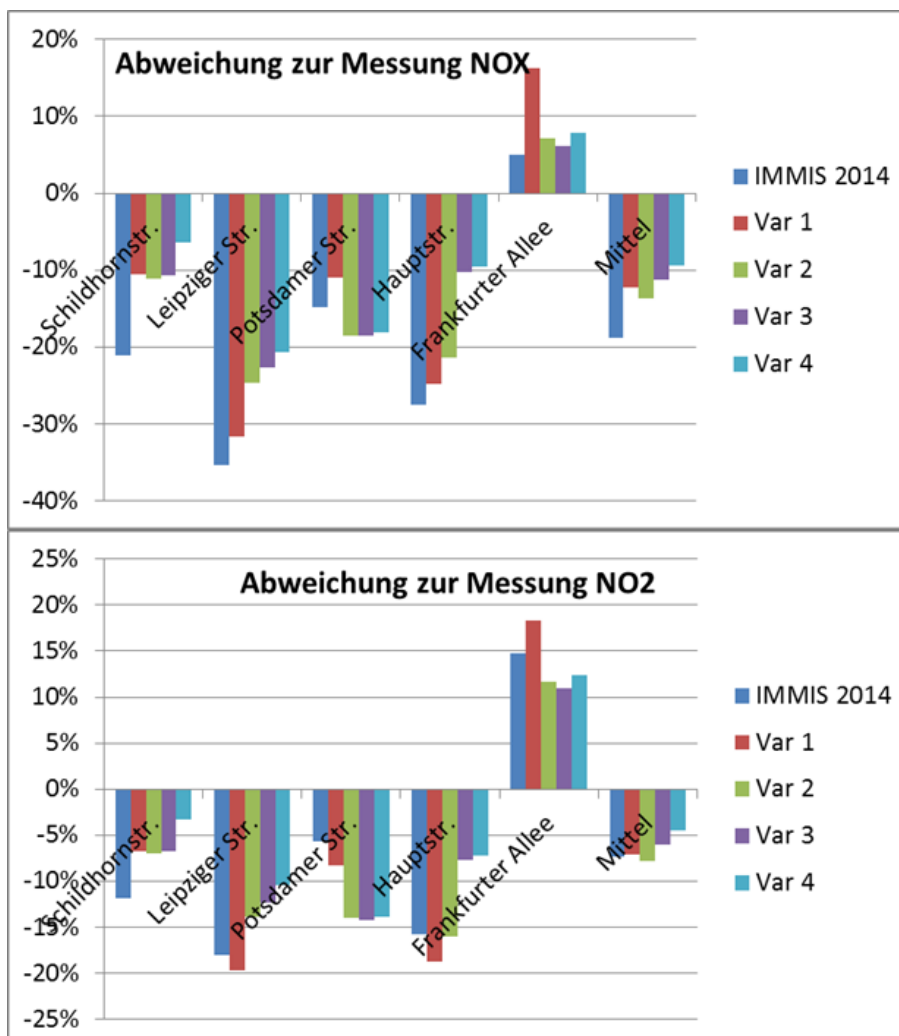 Abweichung zur Messung NOX
20%
10%
0%
-10%
-20%
-30%
-40%
Schildhornstr.
Leipziger Str.
Potsdamer Str.
Hauptstr.
Frankfurter Allee
Mittel
IMMIS 2014
Var 1
Var 2
Var 3
Var 4
Abweichung zur Messung NO2
25%
20%
15%
10%
5%
0%
-5%
-10%
-15%
-20%
-25%
Schildhornstr.
Leipziger Str.
Potsdamer Str.
Hauptstr.
Frankfurter Allee
Mittel
IMMIS 2014
Var 1
Var 2
Var 3
Var 4